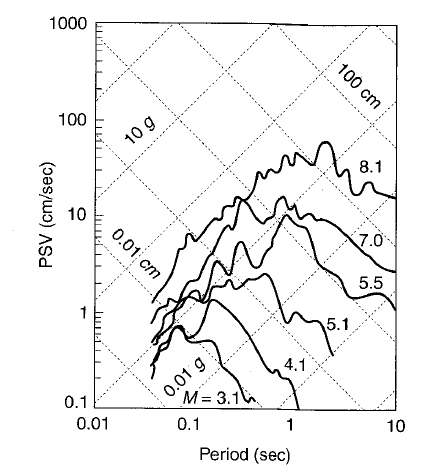 1000
100
10
1
0.1
PSV (cm/sec)
10 g
100 cm
0.01 cm
0.01 g
8.1
7.0
5.5
5.1
4.1
M = 3.1
0.01
0.1
1
10
Period (sec)